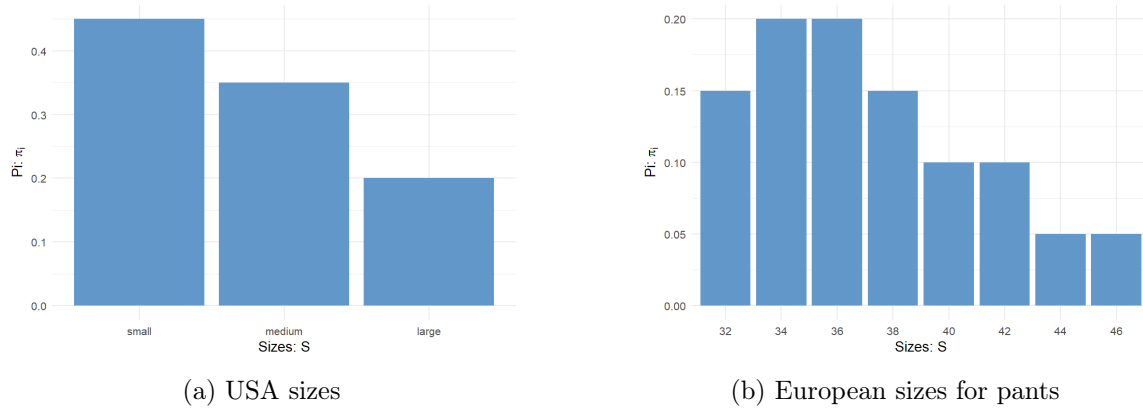 0.4
0.3
0.2
0.1
0.0
Pi: πi
small medium large
Sizes: S
(a) USA sizes
0.20
0.15
0.10
0.05
0.00
Pi: πi
32 34 36 38 40 42 44 46
Sizes: S
(b) European sizes for pants